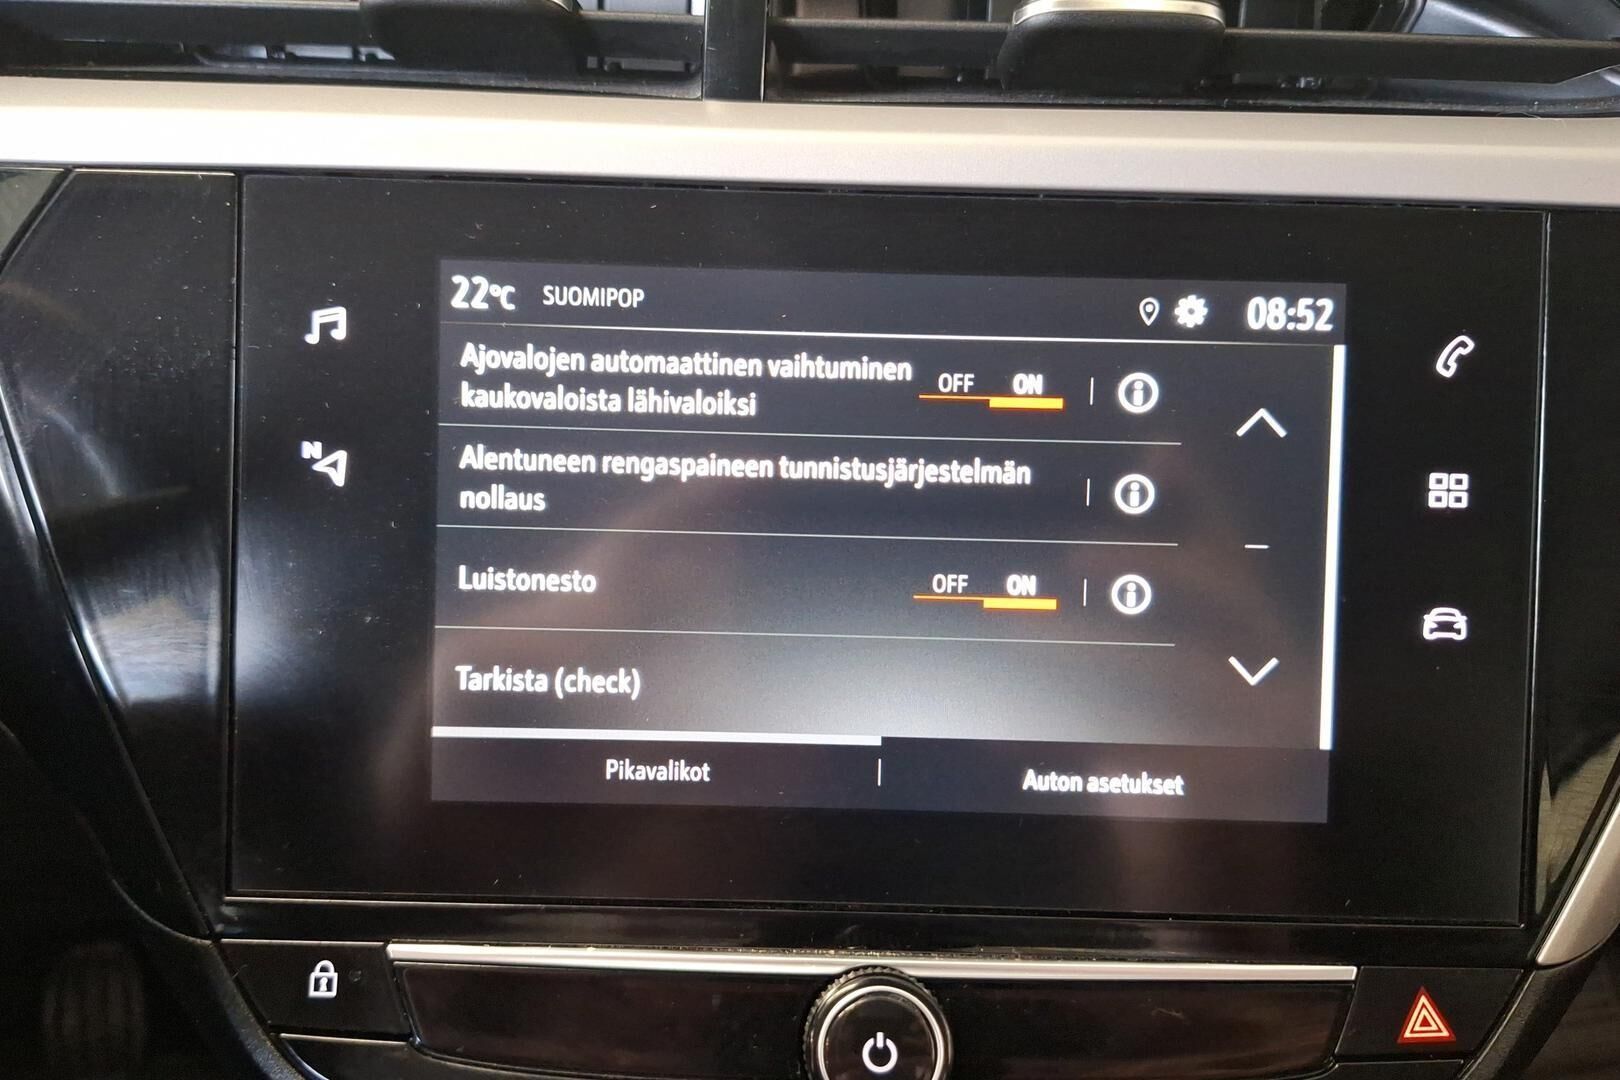 22°C SUOMIPOP 08:52
Ajovalojen automaattinen vaihtuminen
kaukovaloista lähivaloiksi
OFF ON
Alentuneen rengaspaineen tunnistusjärjestelmän
nollaus
Luistonesto OFF ON
Tarkista (check)
Pikavalikot Auton asetukset
N